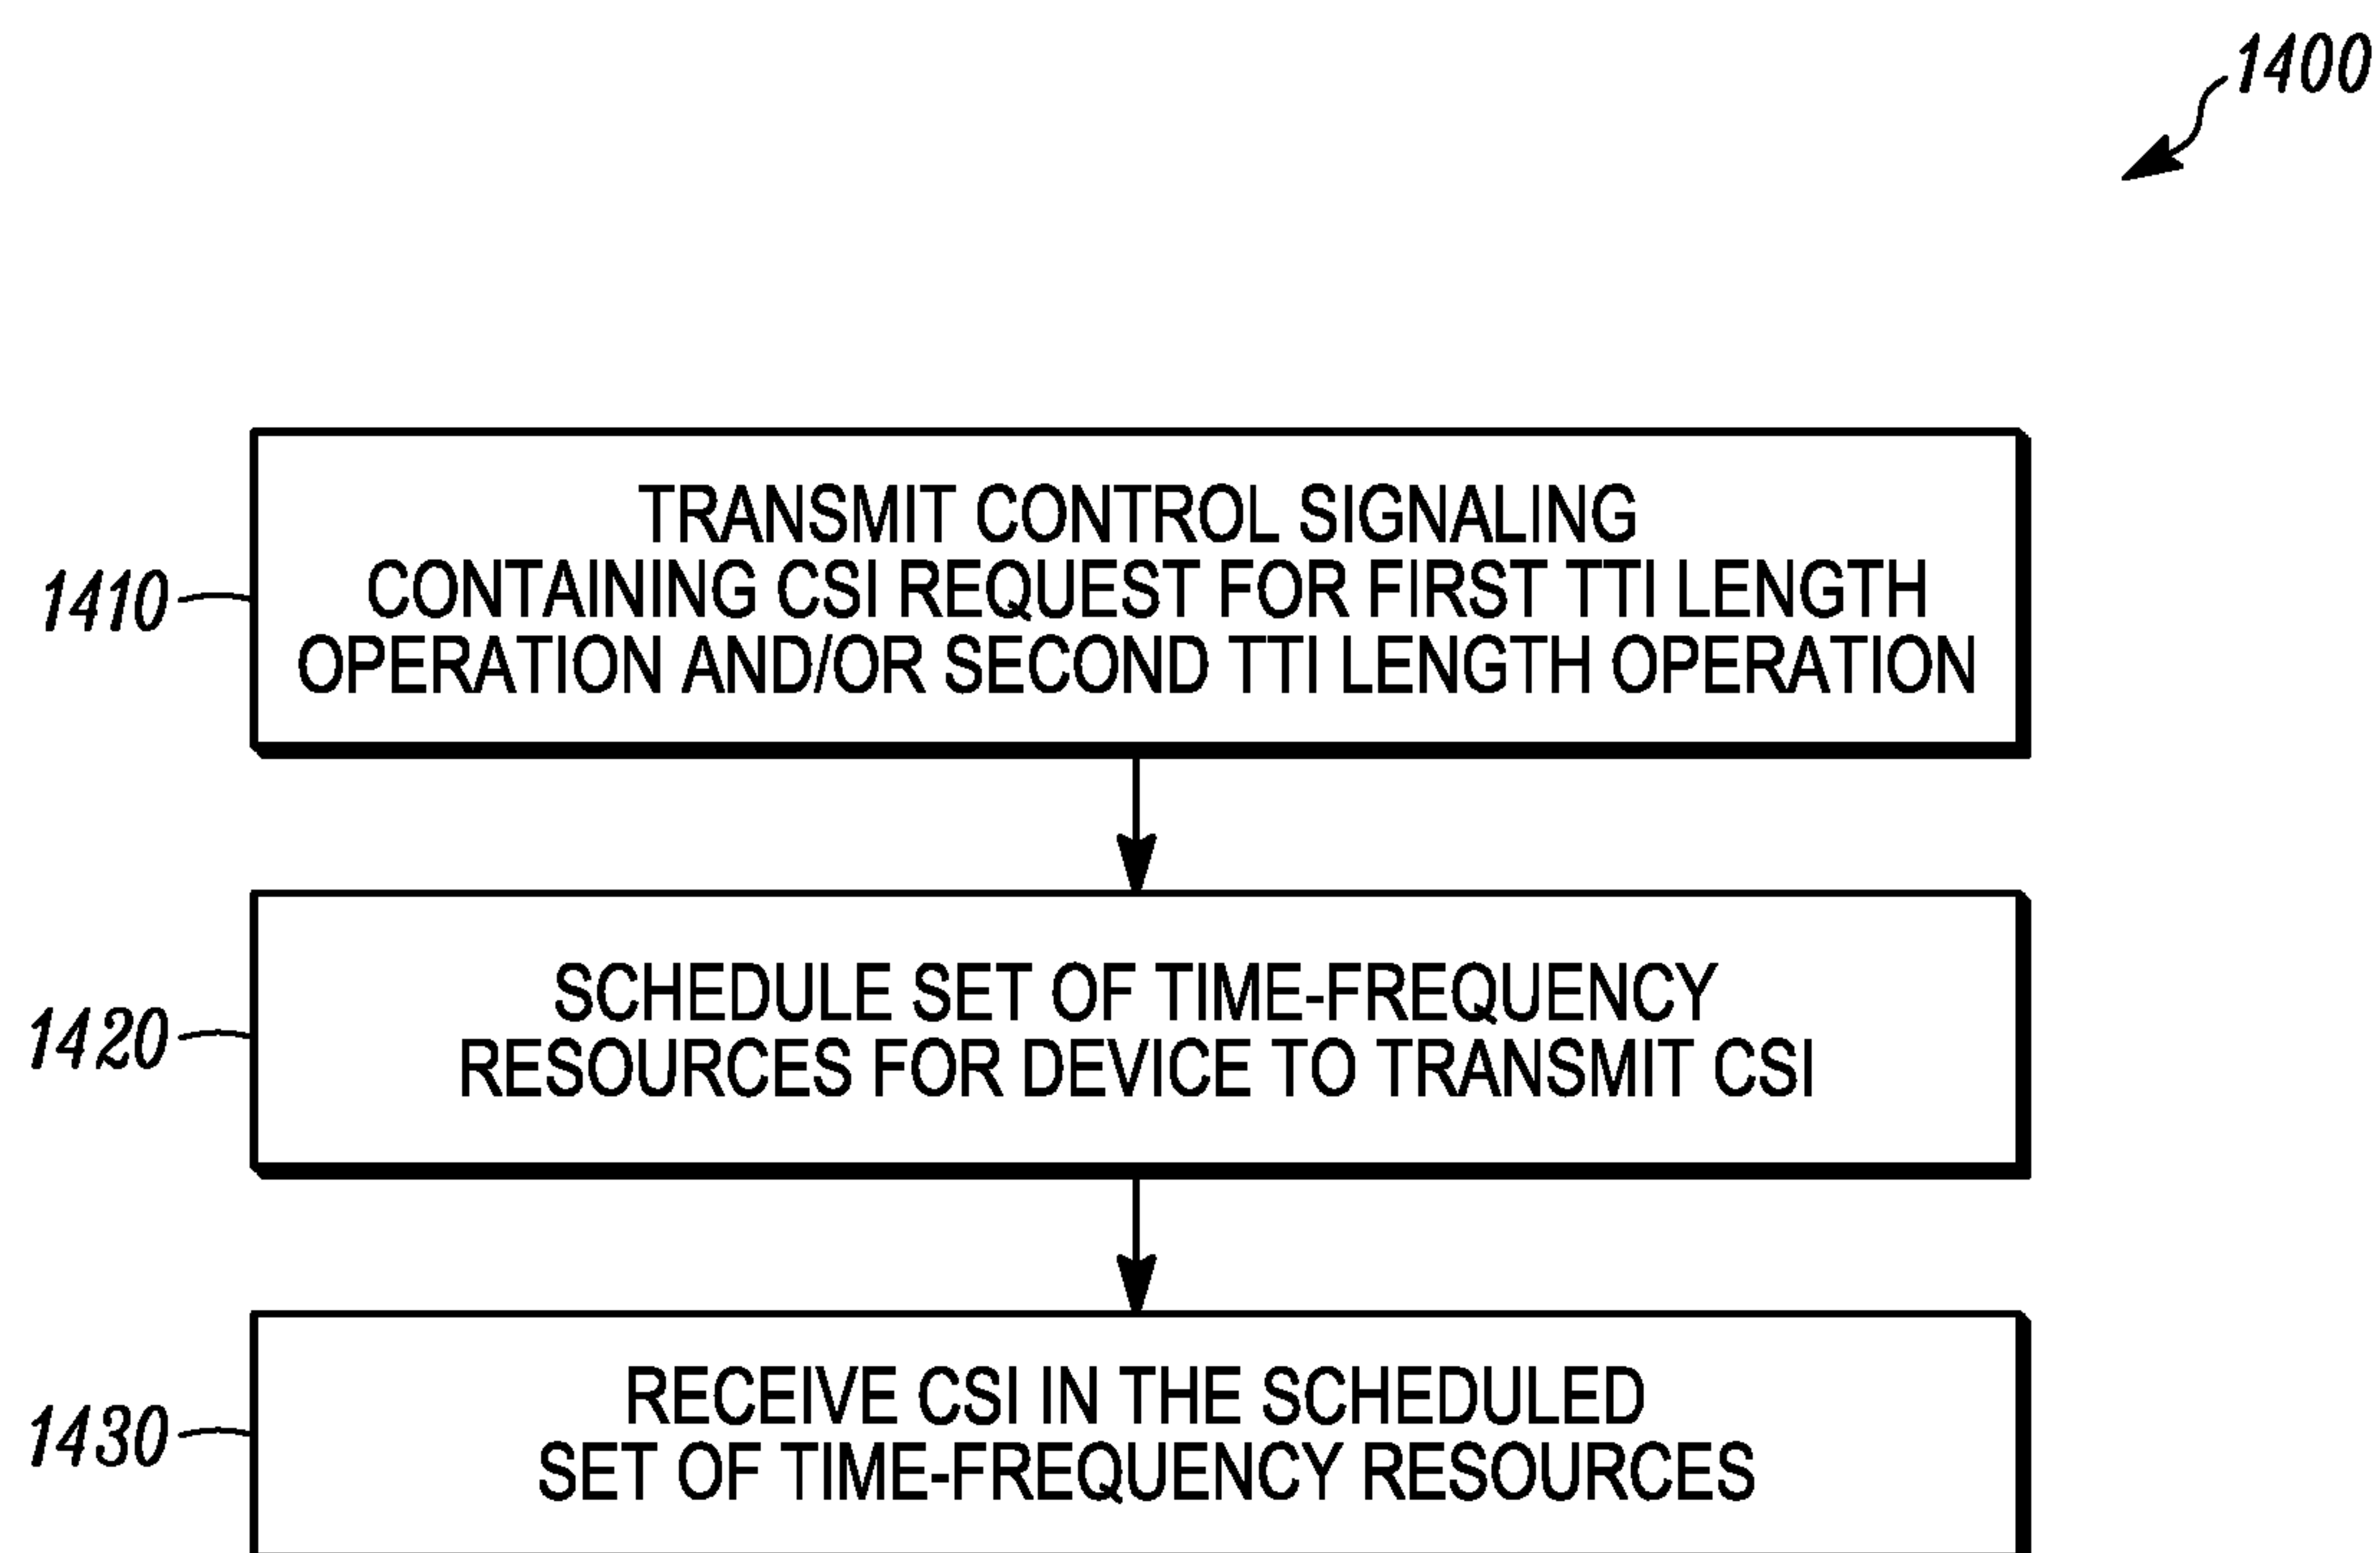 1400
TRANSMIT CONTROL SIGNALING
CONTAINING CSI REQUEST FOR FIRST TTI LENGTH
1410
OPERATION AND/OR SECOND TTI LENGTH OPERATION
SCHEDULE SET OF TIME-FREQUENCY
1420
RESOURCES FOR DEVICE TO TRANSMIT CSI
RECEIVE CSI IN THE SCHEDULED
1430
SET OF TIME-FREQUENCY RESOURCES